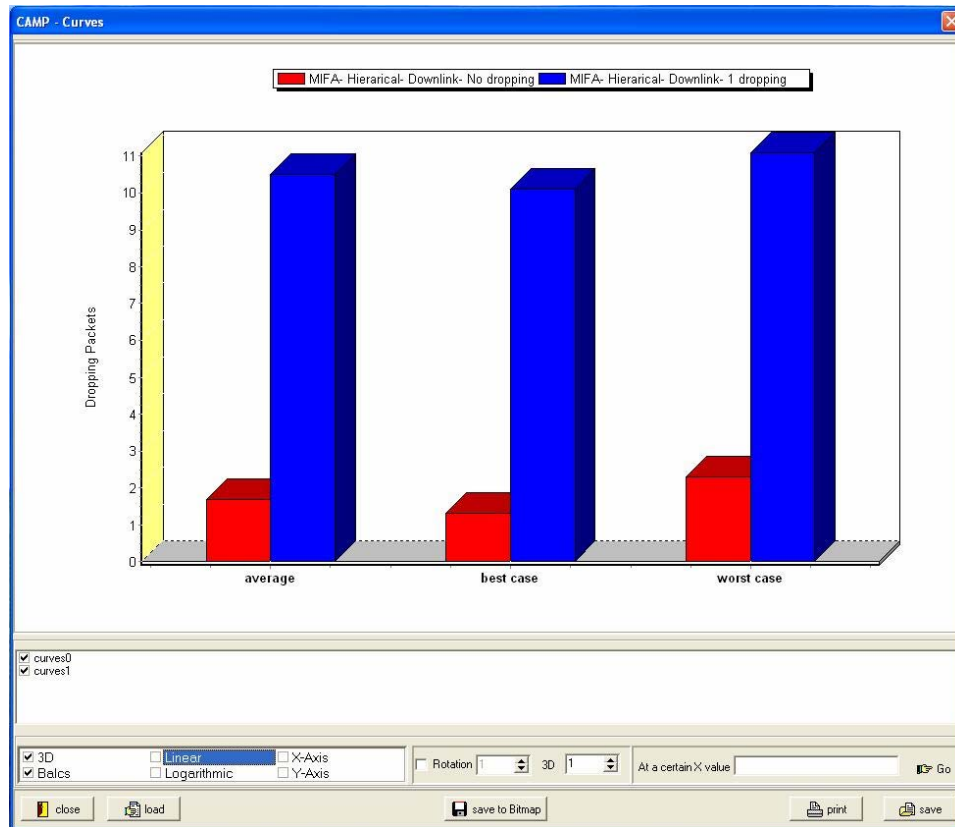 CAMP - Curves
MIFA- Hierarical- Downlink- No dropping MIFA- Hierarical- Downlink- 1 dropping
11
10
9
8
7
6
5
4
3
2
1
0
Dropping Packets
average best case worst case
curves0
curves1
3D Linear X-Axis
Balcs Logarithmic Y-Axis
Rotation 1 3D 1 At a certain X value Go
close load save to Bitmap print save